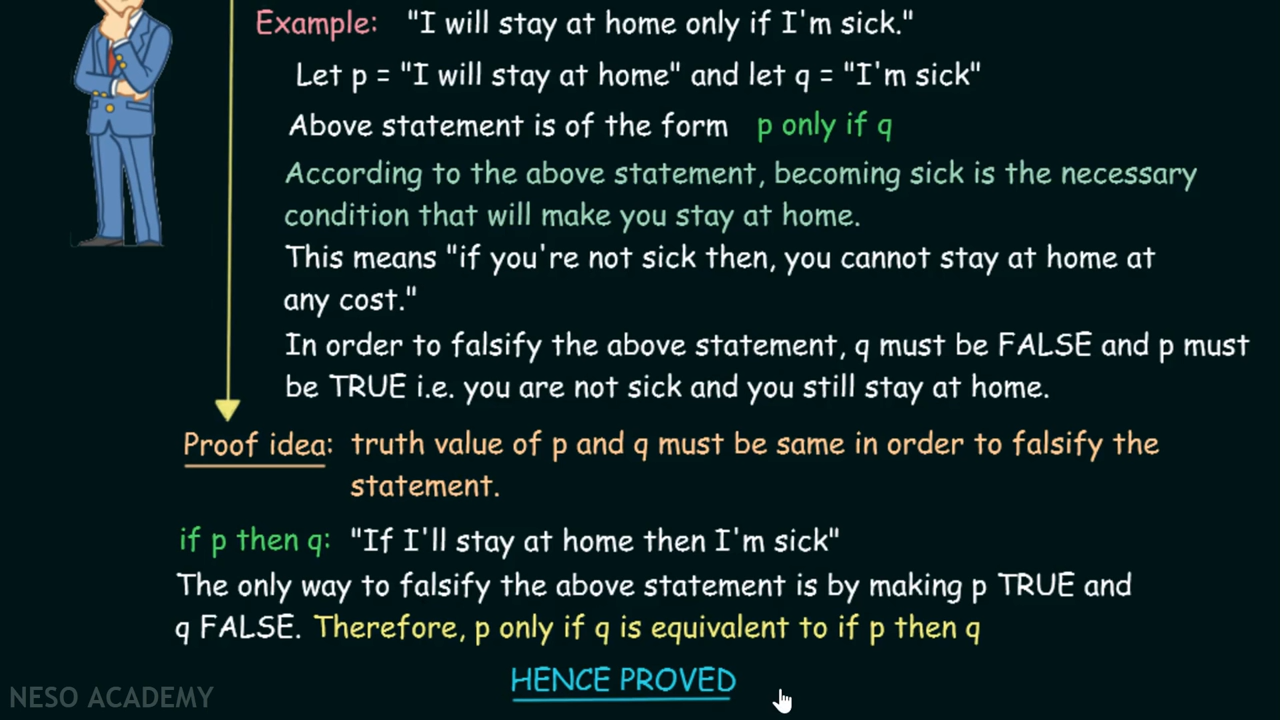 Example: "I will stay at home only if I'm sick."
Let p = "I will stay at home" and let q = "I'm sick"
Above statement is of the form p only if q
According to the above statement, becoming sick is the necessary
condition that will make you stay at home.
This means "if you're not sick then, you cannot stay at home at
any cost."
In order to falsify the above statement, q must be FALSE and p must
be TRUE i.e. you are not sick and you still stay at home.
Proof idea: truth value of p and q must be same in order to falsify the
statement.
if p then q: "If I'll stay at home then I'm sick"
The only way to falsify the above statement is by making p TRUE and
q FALSE. Therefore, p only if q is equivalent to if p then q
HENCE PROVED
NESO ACADEMY